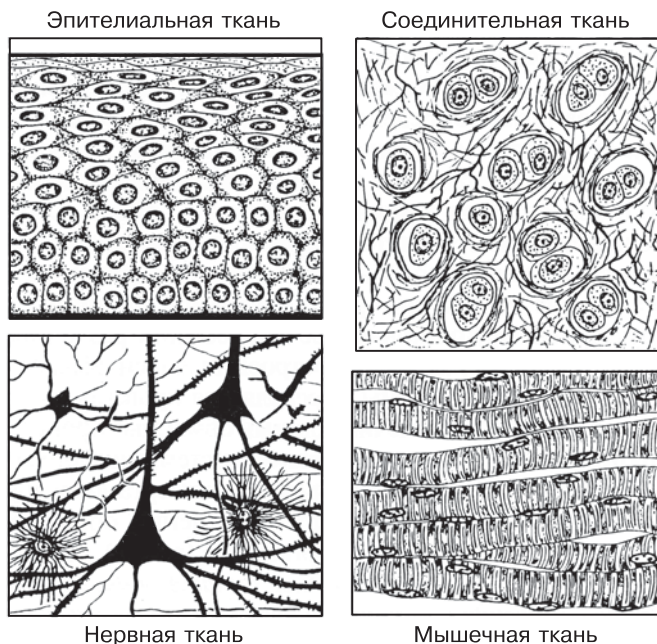 Эпителиальная ткань
Соединительная ткань
Нервная ткань
Мышечная ткань